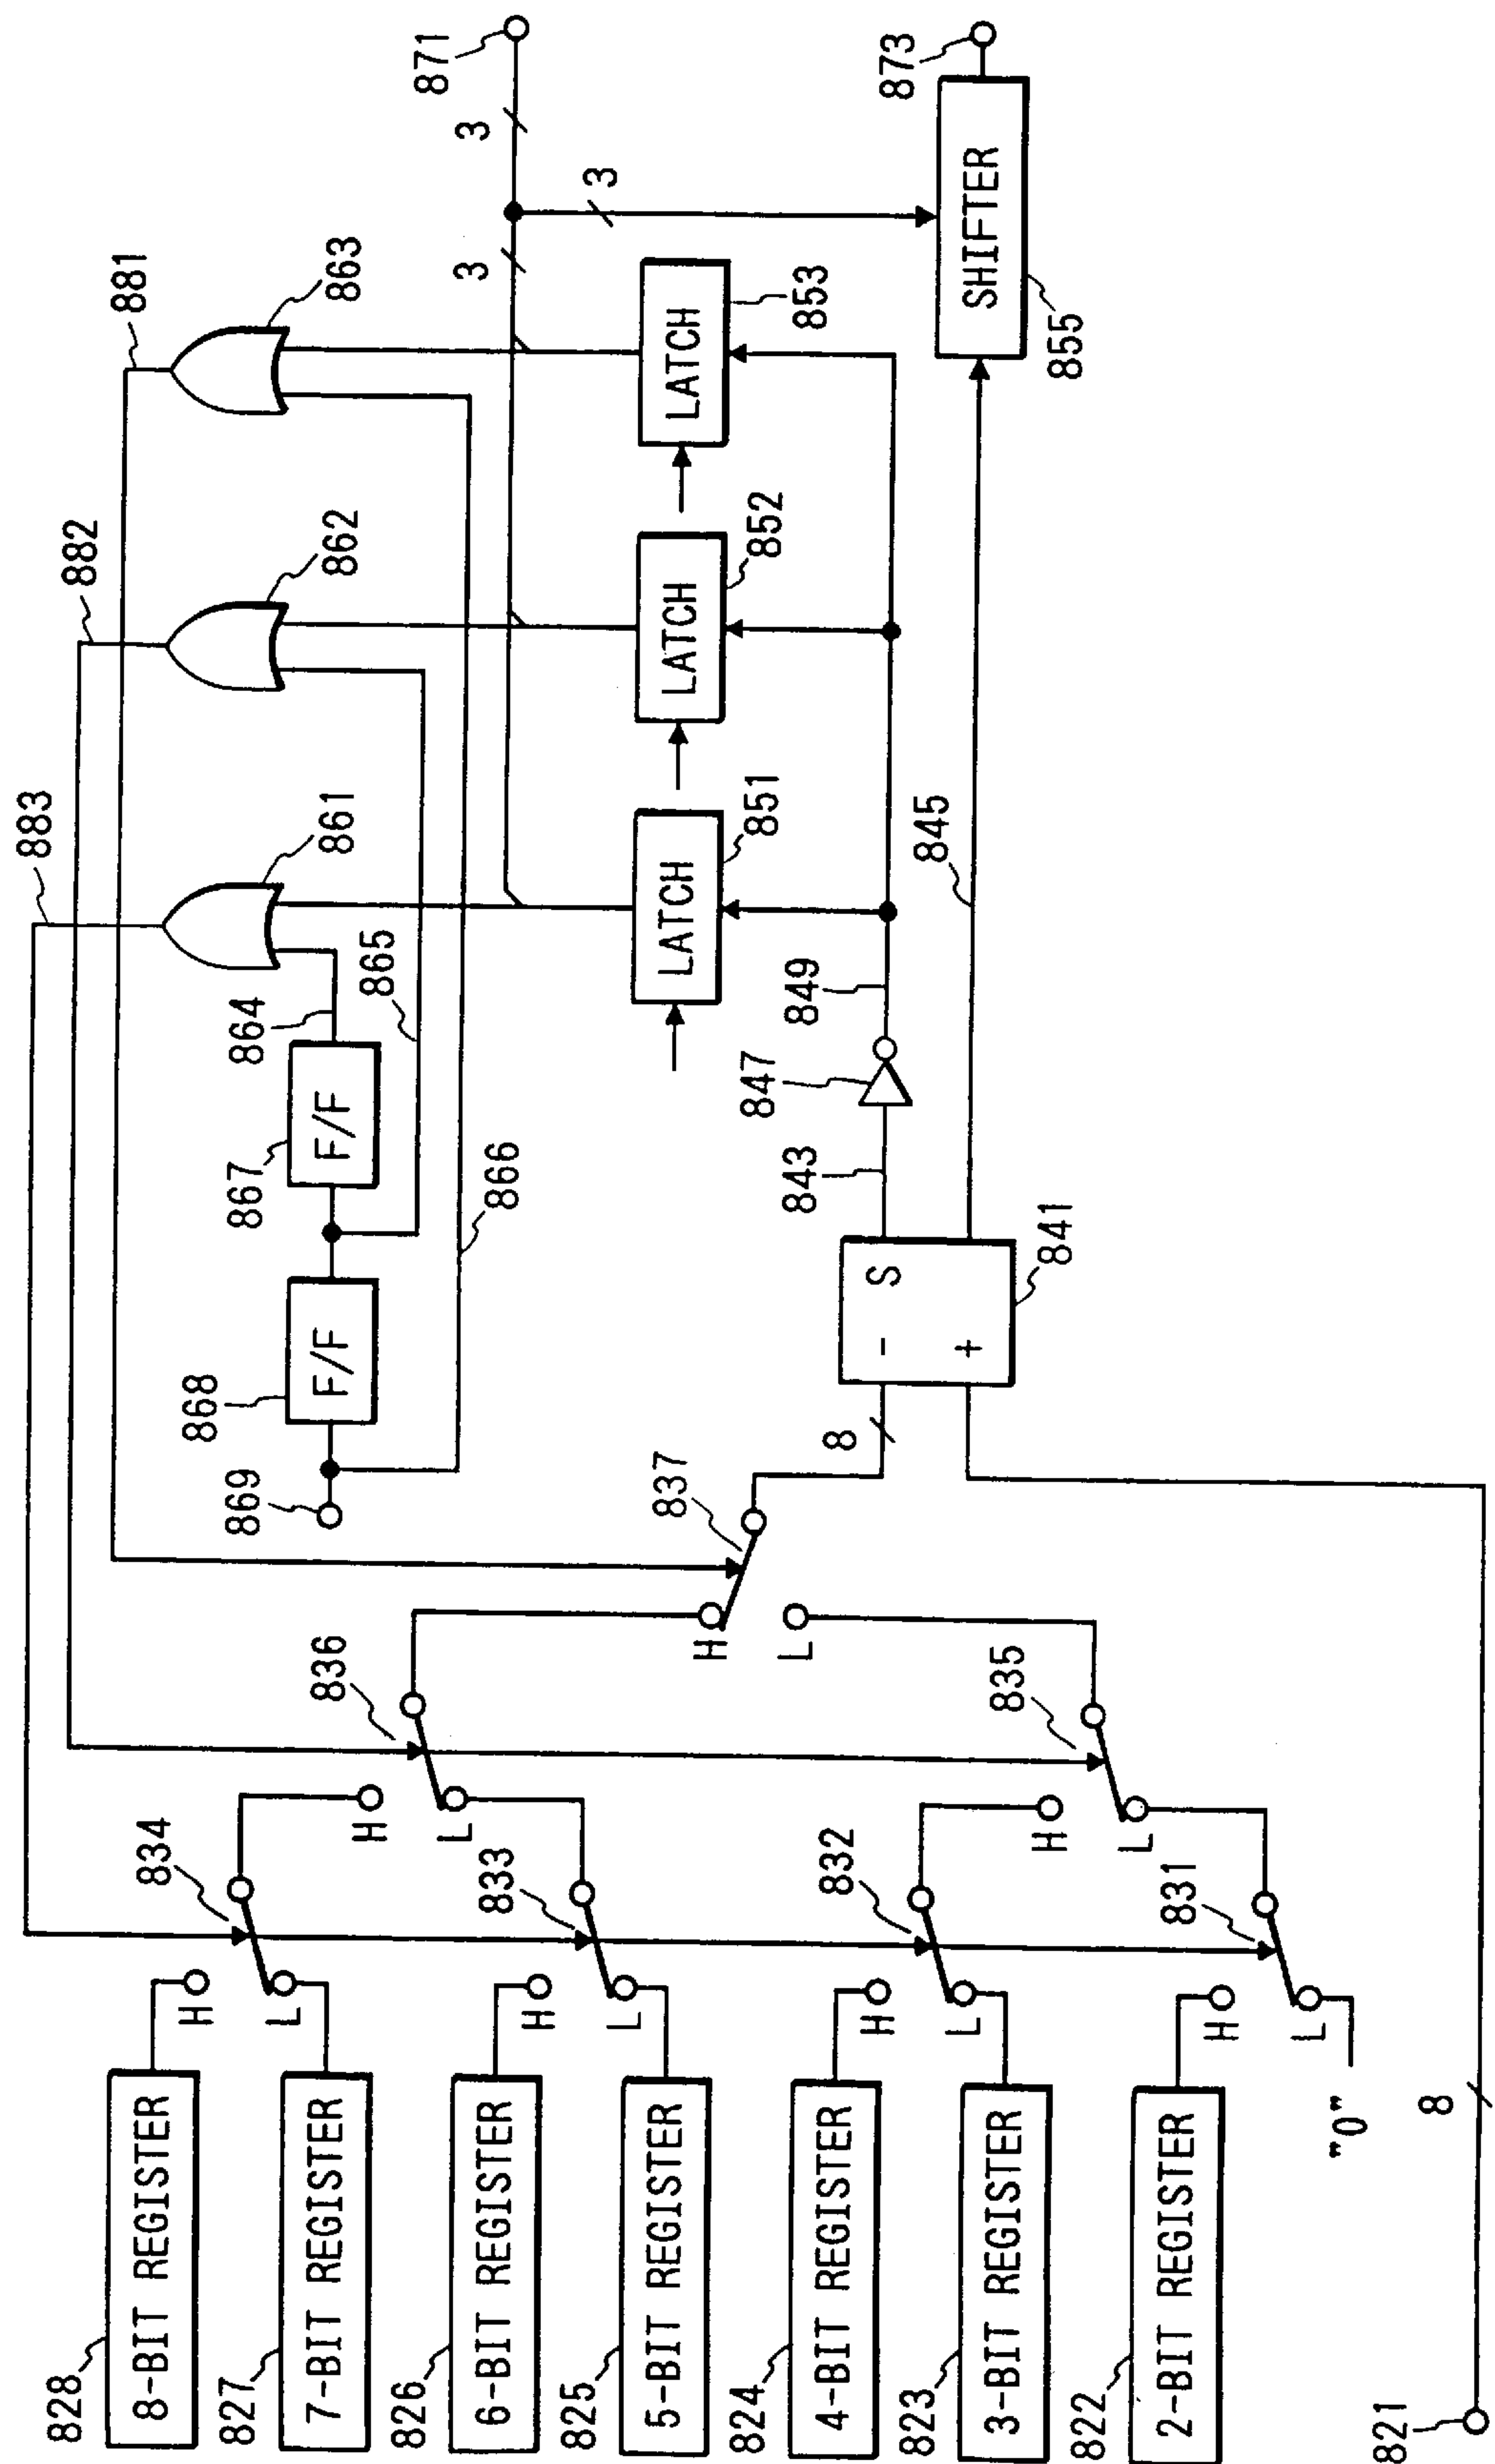 828
8-BIT REGISTER
827
7-BIT REGISTER
826
6-BIT REGISTER
825
5-BIT REGISTER
824
4-BIT REGISTER
823
3-BIT REGISTER
822
2-BIT REGISTER
821
8
"0"
H
L
834
H
L
833
H
L
832
H
L
831
H
L
836
H
L
835
H
L
837
8
869
868
F/F
867
F/F
866
864
865
841
-
S
+
843
847
849
845
883
861
882
862
881
863
LATCH
851
LATCH
852
LATCH
853
3
3
3
871
SHIFTER
855
873